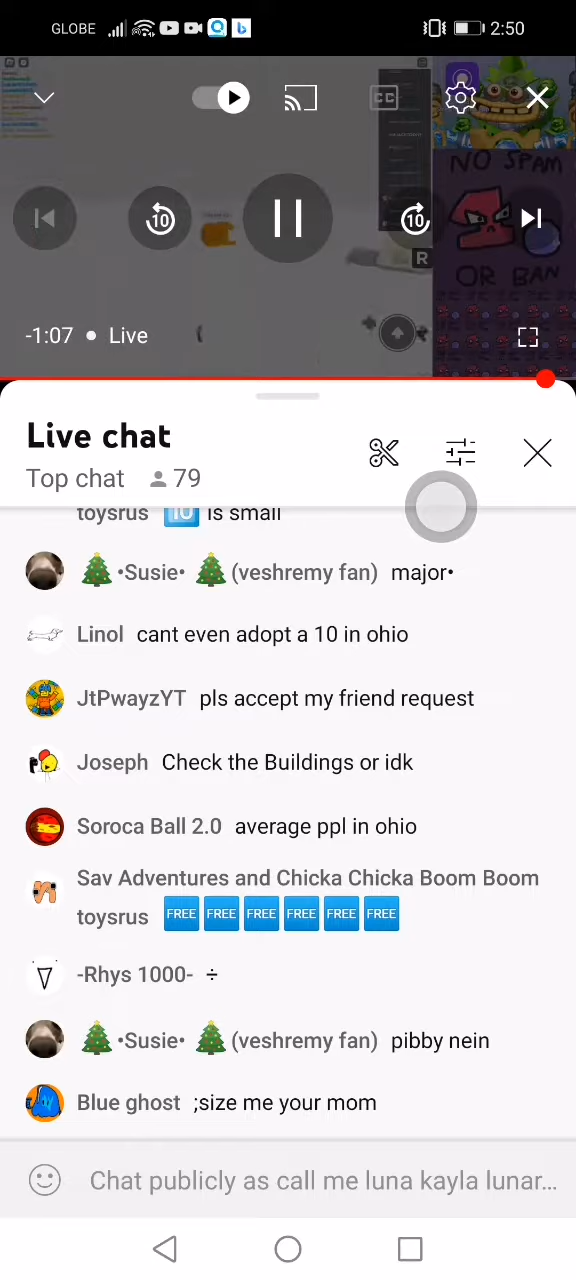 GLOBE
2:50
CC
10
10
NO SPAM
R
OR BAN
-1:07 • Live
Live chat
Top chat 79
toysrus 🔟 is small
🎄•Susie•🎄(veshremy fan) major•
Linol cant even adopt a 10 in ohio
JtPwayzYT pls accept my friend request
Joseph Check the Buildings or idk
Soroca Ball 2.0 average ppl in ohio
Sav Adventures and Chicka Chicka Boom Boom
toysrus FREE FREE FREE FREE FREE FREE
-Rhys 1000- ÷
🎄•Susie•🎄(veshremy fan) pibby nein
Blue ghost ;size me your mom
Chat publicly as call me luna kayla lunar...